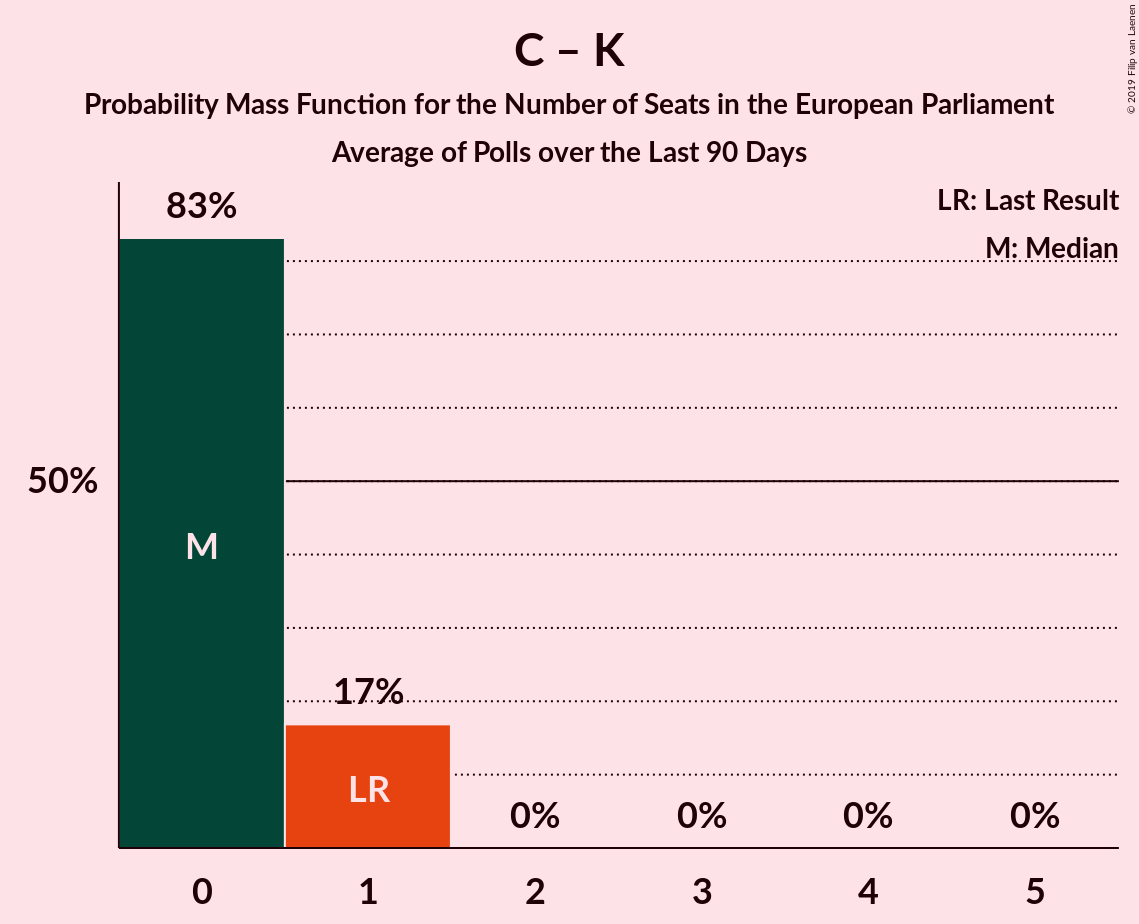 C – K
Probability Mass Function for the Number of Seats in the European Parliament
Average of Polls over the Last 90 Days
© 2019 Filip van Laenen
LR: Last Result
M: Median
83%
50%
M
17%
LR
0% 0% 0% 0%
0 1 2 3 4 5